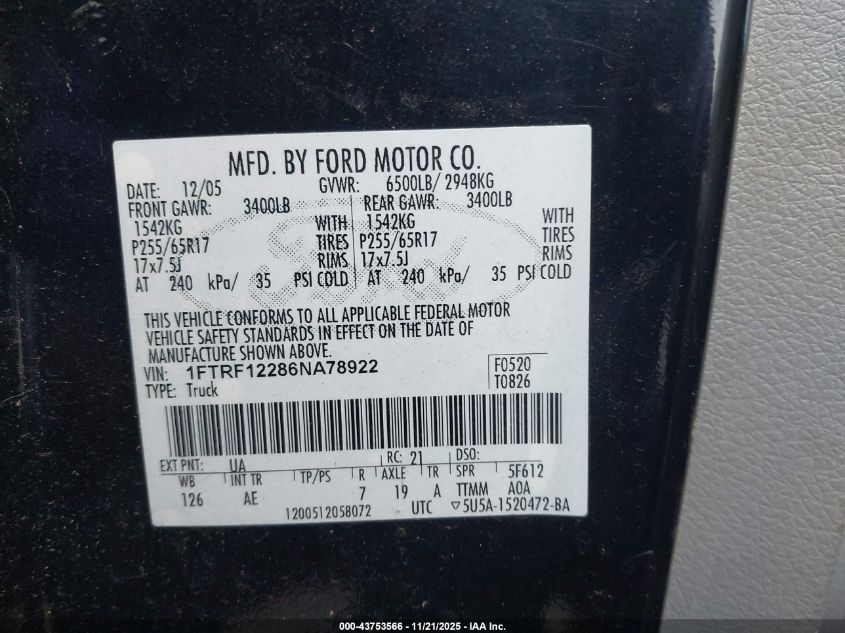 MFD. BY FORD MOTOR CO.
DATE: 12/05 GVWR: 6500LB/ 2948KG
FRONT GAWR: 3400LB REAR GAWR: 3400LB
1542KG WITH 1542KG WITH
P255/65R17 TIRES P255/65R17 TIRES
17x7.5J RIMS 17x7.5J RIMS
AT 240 kPa/ 35 PSI COLD AT 240 kPa/ 35 PSI COLD
THIS VEHICLE CONFORMS TO ALL APPLICABLE FEDERAL MOTOR
VEHICLE SAFETY STANDARDS IN EFFECT ON THE DATE OF
MANUFACTURE SHOWN ABOVE.
VIN: 1FTRF12286NA78922 F0520
TYPE: Truck T0826
EXT PNT: UA RC: 21 DSO:
WB INT TR TP/PS R AXLE TR SPR 5F612
126 AE 7 19 A TTMM A0A
1200512058072 UTC ▽5U5A-1520472-BA
000-43753566 - 11/21/2025 - IAA Inc.